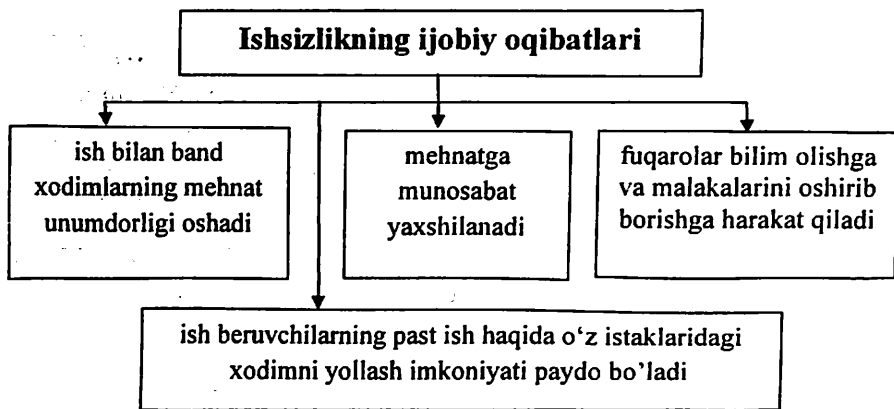 Ishsizlikning ijobiy oqibatlari
ish bilan band
xodimlarning mehnat
unumdorligi oshadi
mehnatga
munosabat
yaxshilanadi
fuqarolar bilim olishga
va malakalarini oshirib
borishga harakat qiladi
ish beruvchilarning past ish haqida o‘z istaklaridagi
xodimni yollash imkoniyati paydo bo’ladi